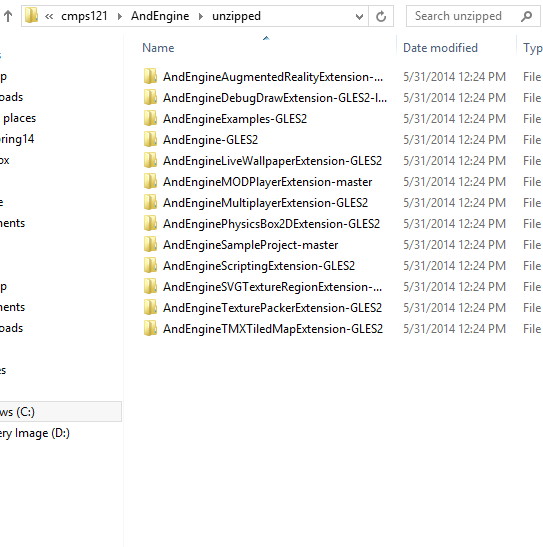 « cmps121 AndEngine unzipped Search unzipped
Name Date modified Typ
AndEngineAugmentedRealityExtension-... 5/31/2014 12:24 PM File
AndEngineDebugDrawExtension-GLES2-l... 5/31/2014 12:24 PM File
AndEngineExamples-GLES2 5/31/2014 12:24 PM File
AndEngine-GLES2 5/31/2014 12:24 PM File
AndEngineLiveWallpaperExtension-GLES2 5/31/2014 12:24 PM File
AndEngineMODPlayerExtension-master 5/31/2014 12:24 PM File
AndEngineMultiplayerExtension-GLES2 5/31/2014 12:24 PM File
AndEnginePhysicsBox2DExtension-GLES2 5/31/2014 12:24 PM File
AndEngineSampleProject-master 5/31/2014 12:24 PM File
AndEngineScriptingExtension-GLES2 5/31/2014 12:24 PM File
AndEngineSVGTextureRegionExtension-... 5/31/2014 12:24 PM File
AndEngineTexturePackerExtension-GLES2 5/31/2014 12:24 PM File
AndEngineTMXTiledMapExtension-GLES2 5/31/2014 12:24 PM File
p
oads
places
ring14
ox
e
ments
p
ments
oads
es
ws (C:)
ery Image (D:)